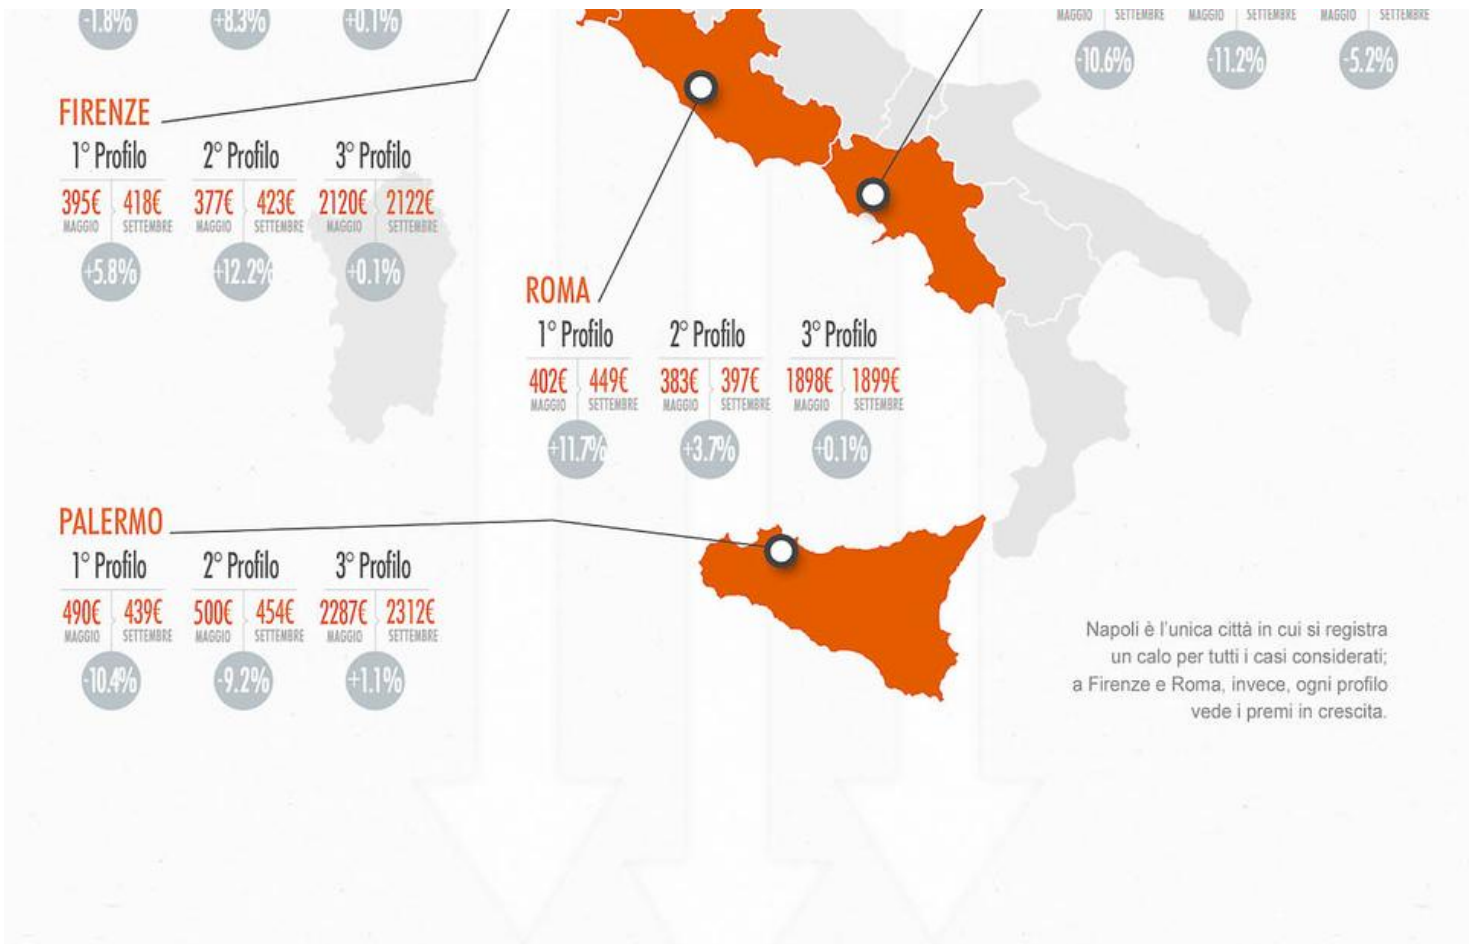 -1.8% +8.3% +0.1%
MAGGIO SETTEMBRE MAGGIO SETTEMBRE MAGGIO SETTEMBRE
-10.6% -11.2% -5.2%
FIRENZE
1° Profilo 2° Profilo 3° Profilo
395€ 418€ 377€ 423€ 2120€ 2122€
MAGGIO SETTEMBRE MAGGIO SETTEMBRE MAGGIO SETTEMBRE
+5.8% +12.2% +0.1%
ROMA
1° Profilo 2° Profilo 3° Profilo
402€ 449€ 383€ 397€ 1898€ 1899€
MAGGIO SETTEMBRE MAGGIO SETTEMBRE MAGGIO SETTEMBRE
+11.7% +3.7% +0.1%
PALERMO
1° Profilo 2° Profilo 3° Profilo
490€ 439€ 500€ 454€ 2287€ 2312€
MAGGIO SETTEMBRE MAGGIO SETTEMBRE MAGGIO SETTEMBRE
-10.4% -9.2% +1.1%
Napoli è l'unica città in cui si registra
un calo per tutti i casi considerati;
a Firenze e Roma, invece, ogni profilo
vede i premi in crescita.